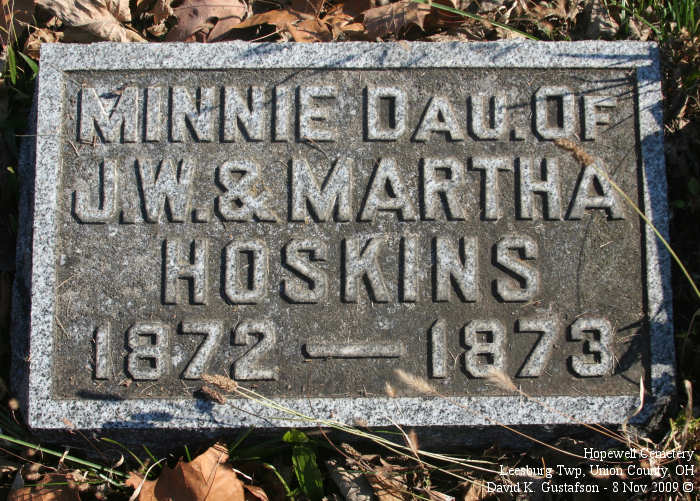 MINNIE DAU. OF
J.W. & MARTHA
HOSKINS
1872 — 1873
Hopewell Cemetery
Leesburg Twp, Union County, OH
David K. Gustafson - 8 Nov 2009 ©